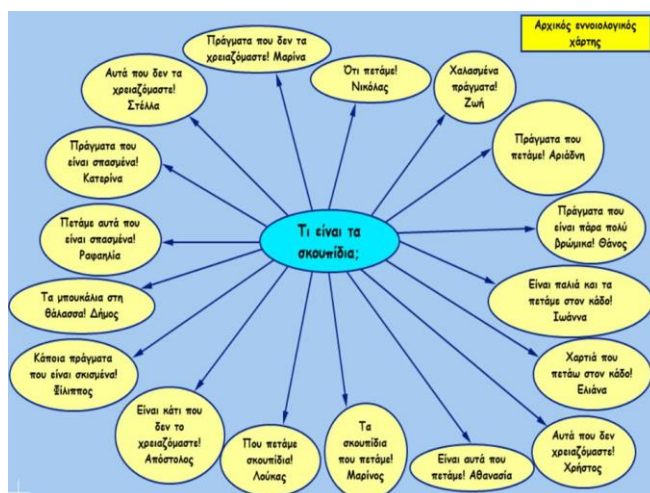 Αρχικός εννοιολογικός
χάρτης
Τι είναι τα
σκουπίδια;
Πράγματα που δεν τα
χρειαζόμαστε! Μαρίνα
Ότι πετάμε!
Νικόλας
Χαλασμένα
πράγματα!
Ζωή
Πράγματα που
πετάμε! Αριάδνη
Πράγματα που
είναι πάρα πολύ
βρώμικα! Θάνος
Είναι παλιά και τα
πετάμε στον κάδο!
Ιωάννα
Χαρτιά που
πετάω στον κάδο!
Ελιάνα
Αυτά που δεν
χρειαζόμαστε!
Χρήστος
Είναι αυτά που
πετάμε! Αθανασία
Τα
σκουπίδια
που πετάμε!
Μαρίνος
Που πετάμε
σκουπίδια!
Λούκας
Είναι κάτι που
δεν το
χρειαζόμαστε!
Απόστολος
Κάποια πράγματα
που είναι σκισμένα!
Φίλιππος
Τα μπουκάλια στη
θάλασσα! Δήμος
Πετάμε αυτά που
είναι σπασμένα!
Ραφαηλία
Πράγματα που
είναι σπασμένα!
Κατερίνα
Αυτά που δεν τα
χρειαζόμαστε!
Στέλλα